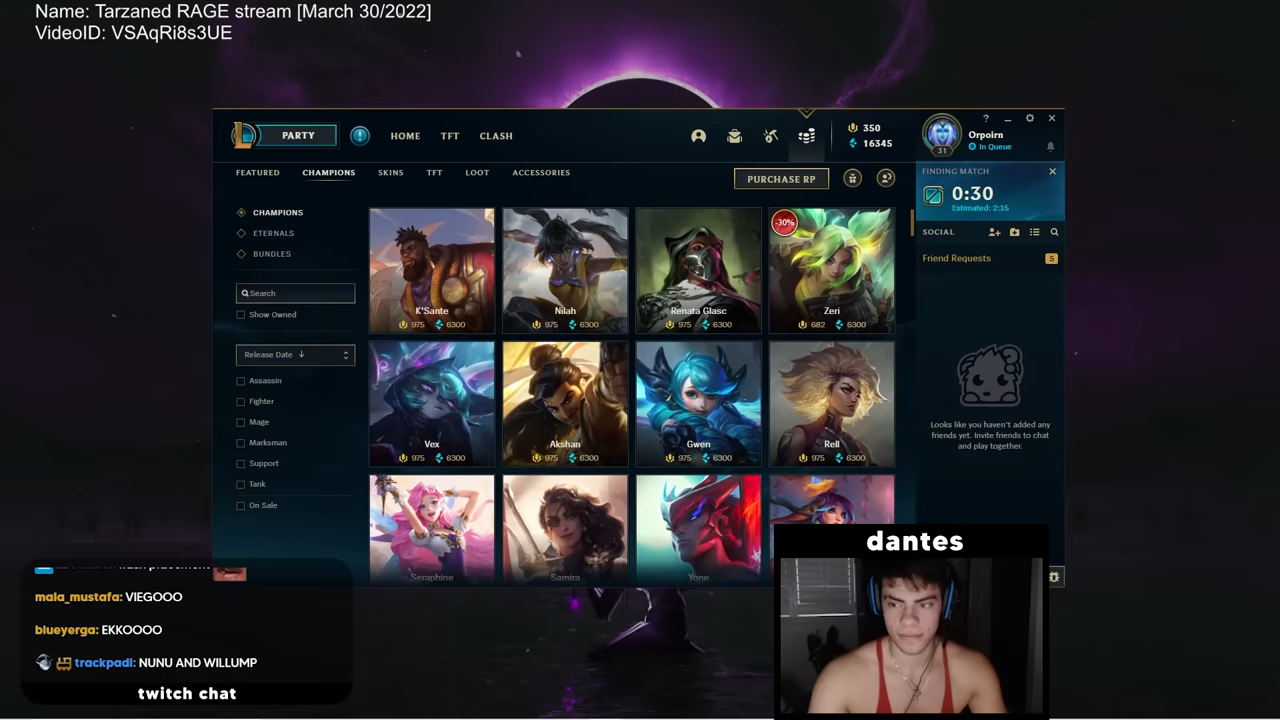 Name: Tarzaned RAGE stream [March 30/2022]
VideoID: VSAqRi8s3UE
PARTY
HOME
TFT
CLASH
350
16345
31
Orpoirn
In Queue
FEATURED
CHAMPIONS
SKINS
TFT
LOOT
ACCESSORIES
PURCHASE RP
FINDING MATCH
0:30
Estimated: 2:15
SOCIAL
Friend Requests
5
Looks like you haven't added any
friends yet. Invite friends to chat
and play together.
CHAMPIONS
ETERNALS
BUNDLES
Search
Show Owned
Release Date
Assassin
Fighter
Mage
Marksman
Support
Tank
On Sale
K'Sante
975 6300
Nilah
975 6300
Renata Glasc
975 6300
-30%
Zeri
682 6300
Vex
975 6300
Akshan
975 6300
Gwen
975 6300
Rell
975 6300
Seraphine
Samira
Yone
mala_mustafa: VIEGOOO
blueyerga: EKKOOOO
trackpadi: NUNU AND WILLUMP
twitch chat
dantes